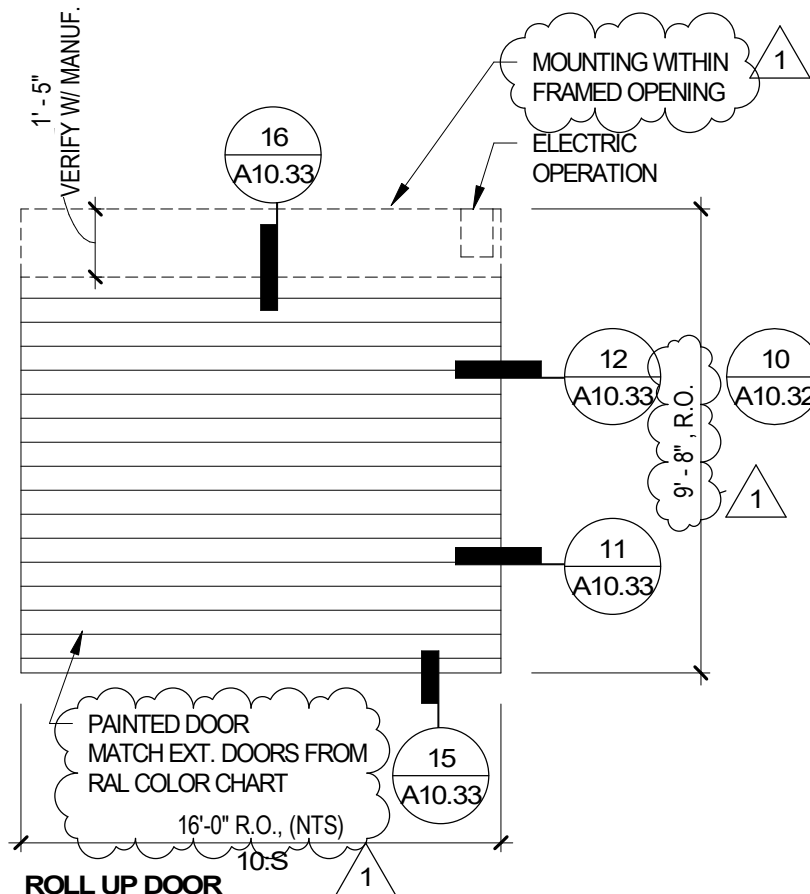 1' - 5"
VERIFY W/ MANUF.
MOUNTING WITHIN
FRAMED OPENING
1
16
A10.33
ELECTRIC
OPERATION
12
A10.33
9' - 8" , R.O.
10
A10.32
1
11
A10.33
PAINTED DOOR
MATCH EXT. DOORS FROM
RAL COLOR CHART
15
A10.33
16'-0" R.O., (NTS)
10.S
ROLL UP DOOR
1